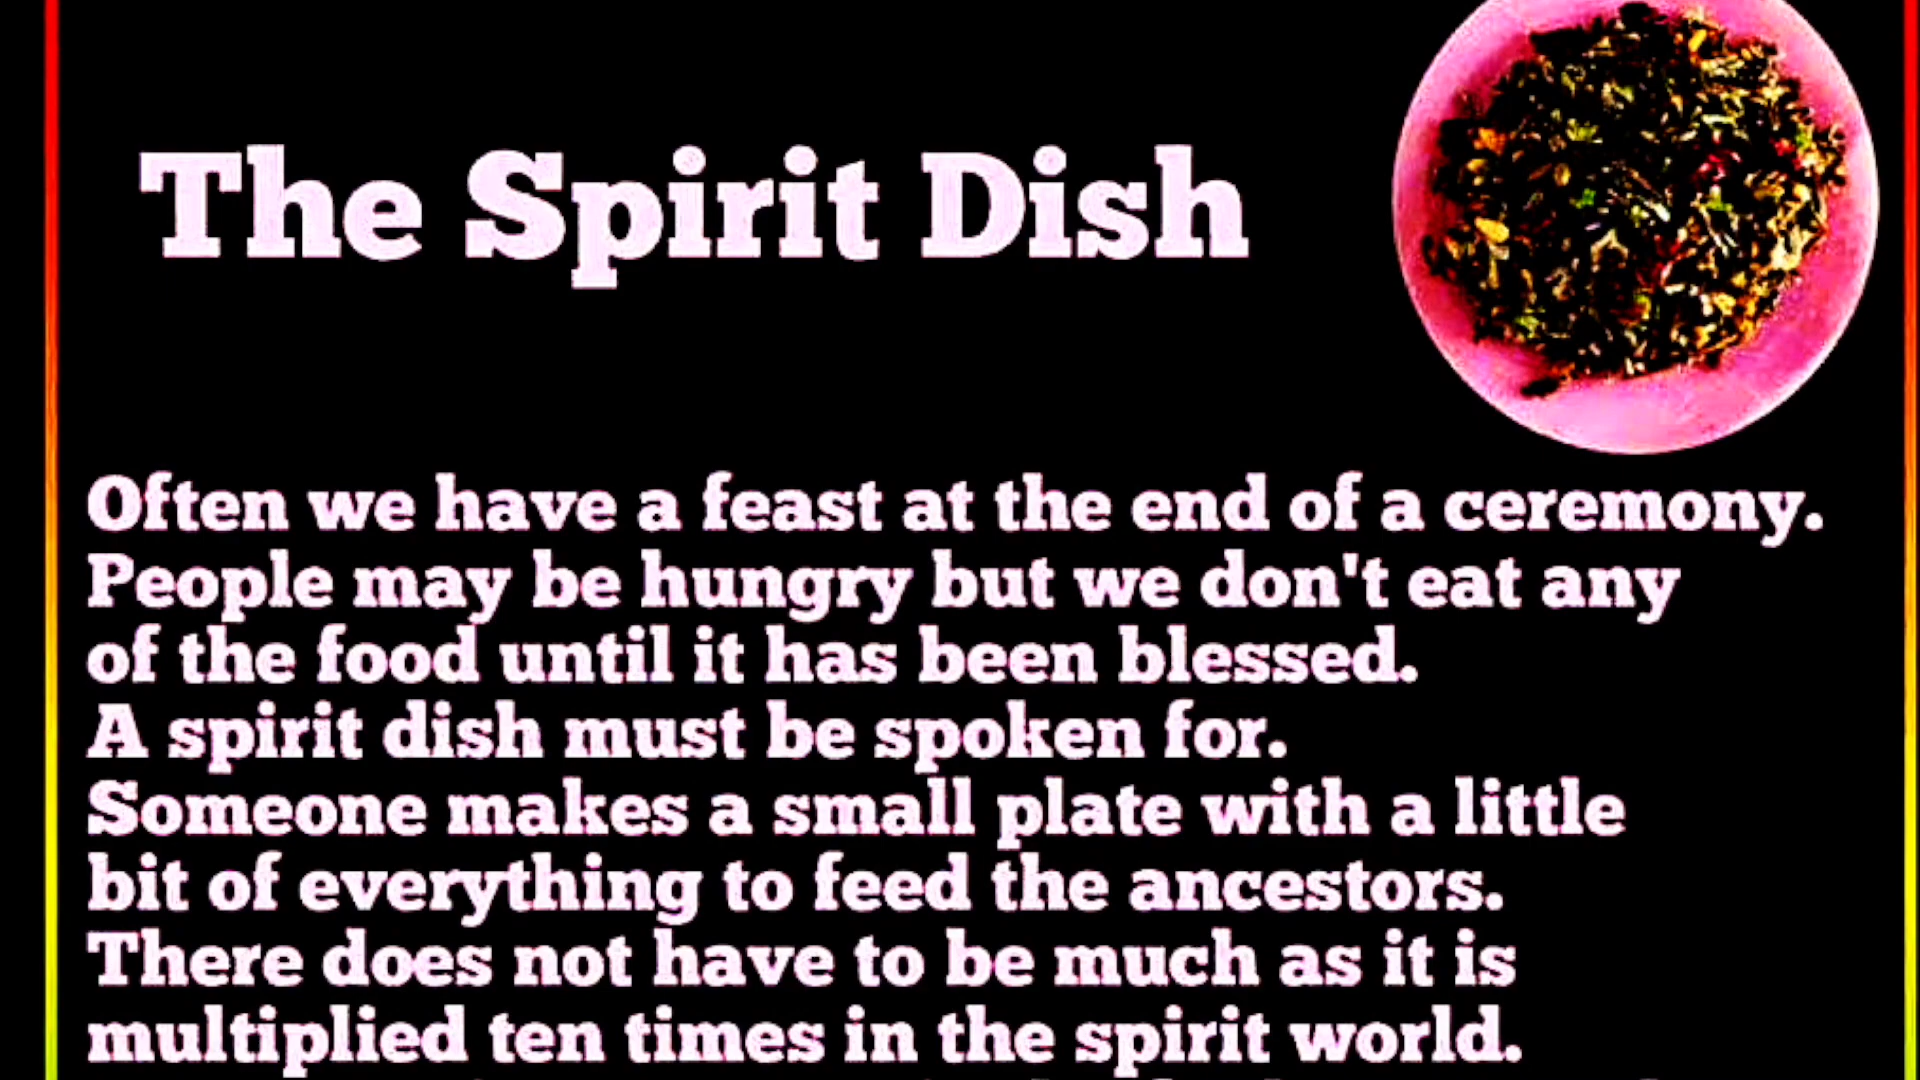 The Spirit Dish
Often we have a feast at the end of a ceremony.
People may be hungry but we don't eat any
of the food until it has been blessed.
A spirit dish must be spoken for.
Someone makes a small plate with a little
bit of everything to feed the ancestors.
There does not have to be much as it is
multiplied ten times in the spirit world.